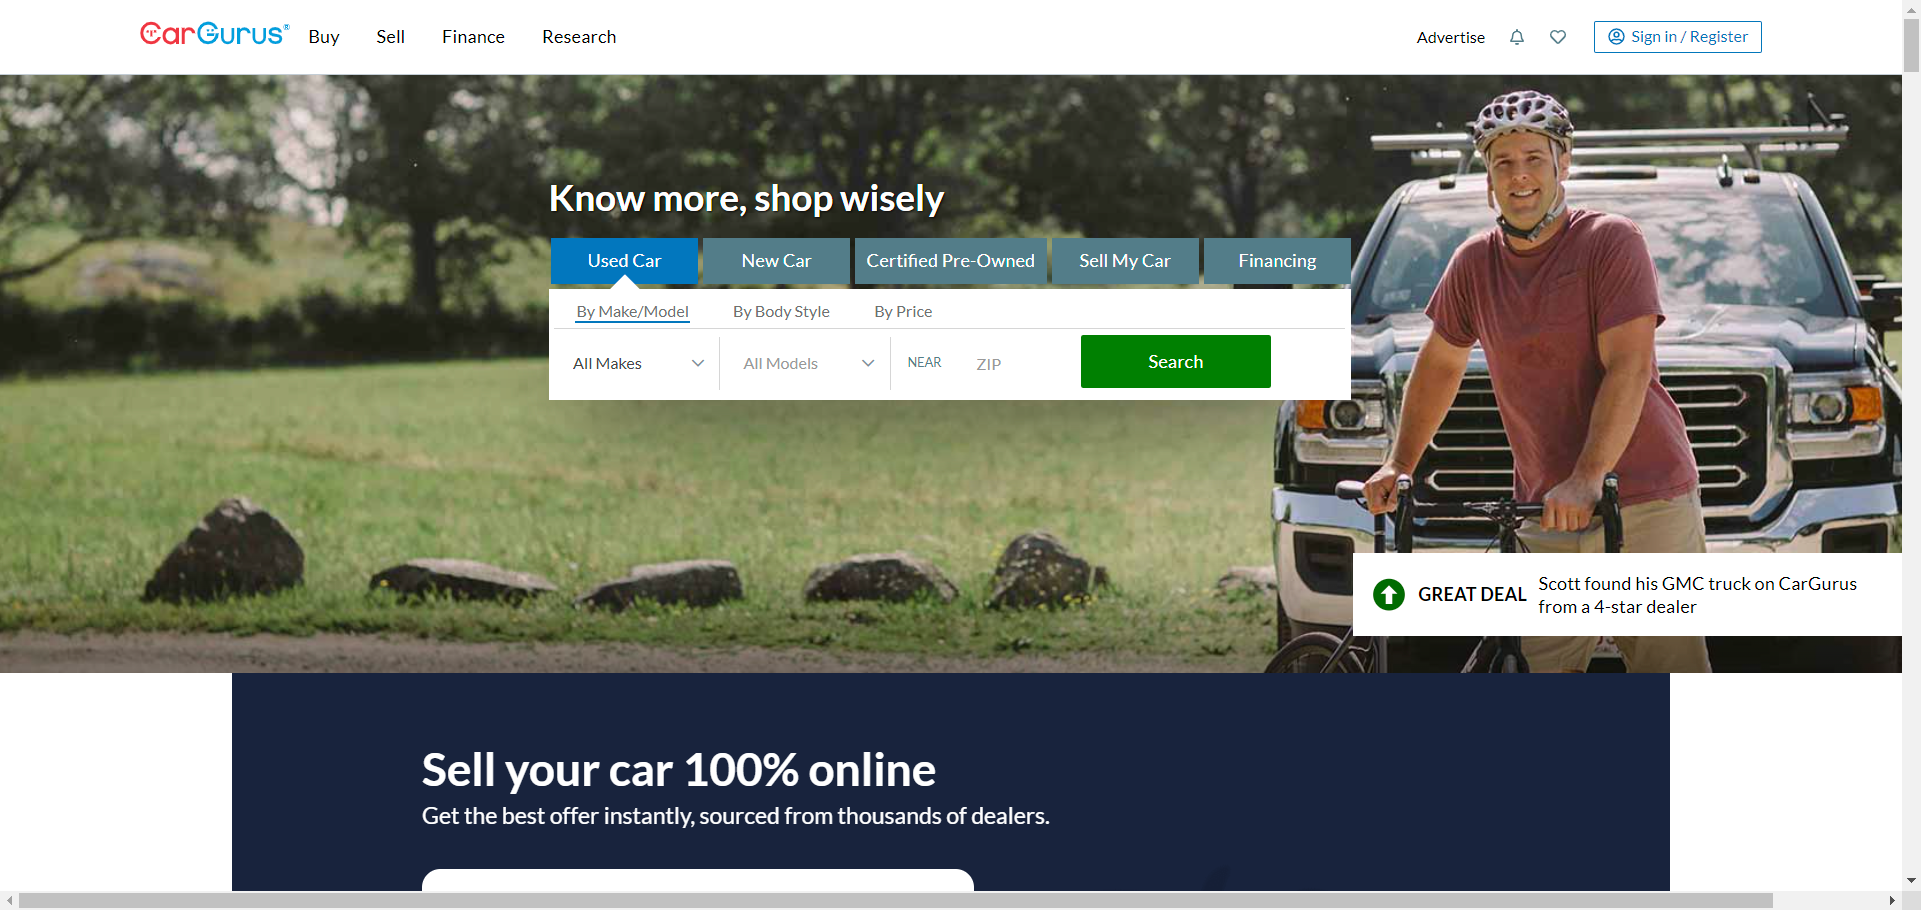 CarGurus®
Buy
Sell
Finance
Research
Advertise
Sign in / Register
Know more, shop wisely
Used Car
New Car
Certified Pre-Owned
Sell My Car
Financing
By Make/Model
By Body Style
By Price
All Makes
All Models
NEAR
ZIP
Search
GREAT DEAL
Scott found his GMC truck on CarGurus
from a 4-star dealer
Sell your car 100% online
Get the best offer instantly, sourced from thousands of dealers.